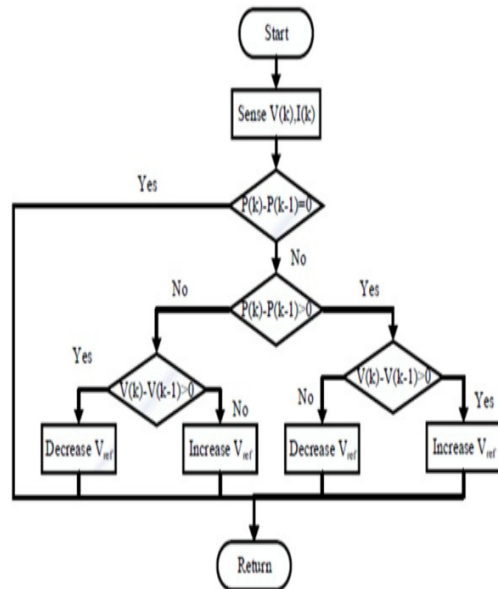 Start
Sense V(k),I(k)
Yes
P(k)-P(k-1)=0
No
No
P(k)-P(k-1)>0
Yes
Yes
V(k)-V(k-1)>0
No
No
V(k)-V(k-1)>0
Yes
Decrease Vref
Increase Vref
Decrease Vref
Increase Vref
Return